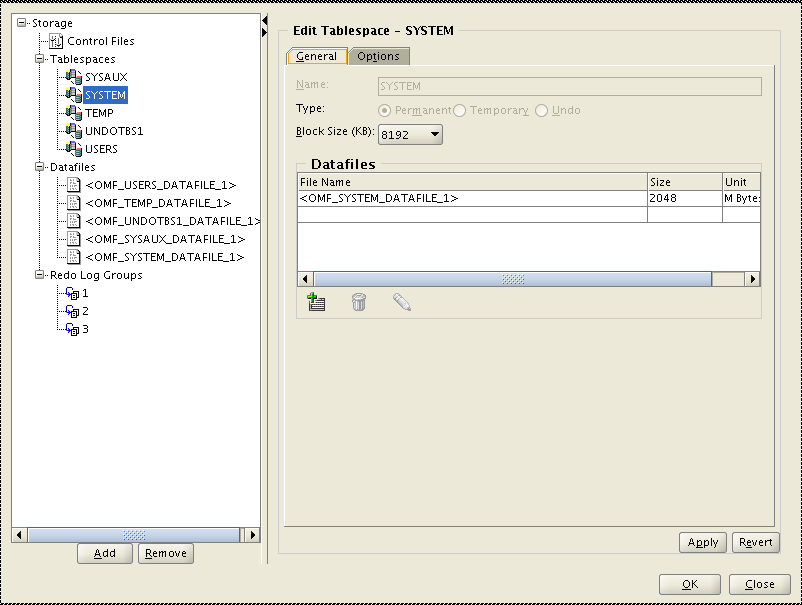 Storage
Control Files
Tablespaces
SYSAUX
SYSTEM
TEMP
UNDOTBS1
USERS
Datafiles
<OMF_USERS_DATAFILE_1>
<OMF_TEMP_DATAFILE_1>
<OMF_UNDOTBS1_DATAFILE_1>
<OMF_SYSAUX_DATAFILE_1>
<OMF_SYSTEM_DATAFILE_1>
Redo Log Groups
1
2
3
Add Remove
Edit Tablespace - SYSTEM
General Options
Name: SYSTEM
Type: Permanent Temporary Undo
Block Size (KB): 8192
Datafiles
File Name Size Unit
<OMF_SYSTEM_DATAFILE_1> 2048 M Bytes
Apply Revert
OK Close